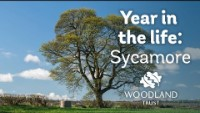 Year in
the life:
Sycamore
WOODLAND
TRUST